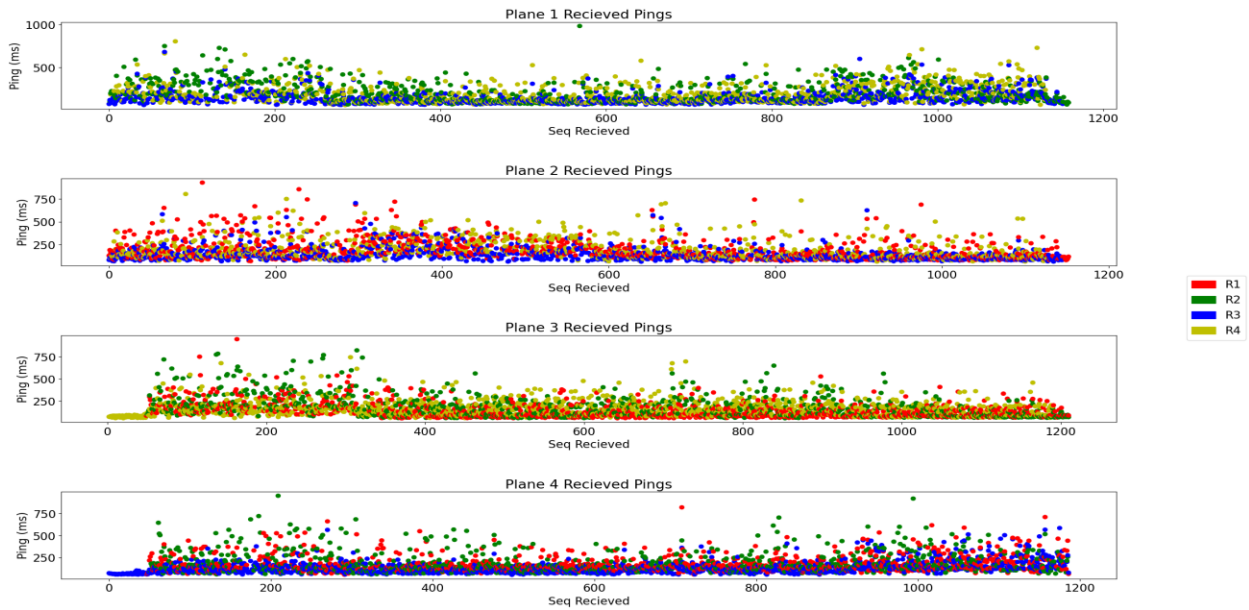 Plane 1 Recieved Pings
1000
500
Ping (ms)
0 200 400 600 800 1000 1200
Seq Recieved
Plane 2 Recieved Pings
750
500
250
Ping (ms)
0 200 400 600 800 1000 1200
Seq Recieved
R1
R2
R3
R4
Plane 3 Recieved Pings
750
500
250
Ping (ms)
0 200 400 600 800 1000 1200
Seq Recieved
Plane 4 Recieved Pings
750
500
250
Ping (ms)
0 200 400 600 800 1000 1200
Seq Recieved